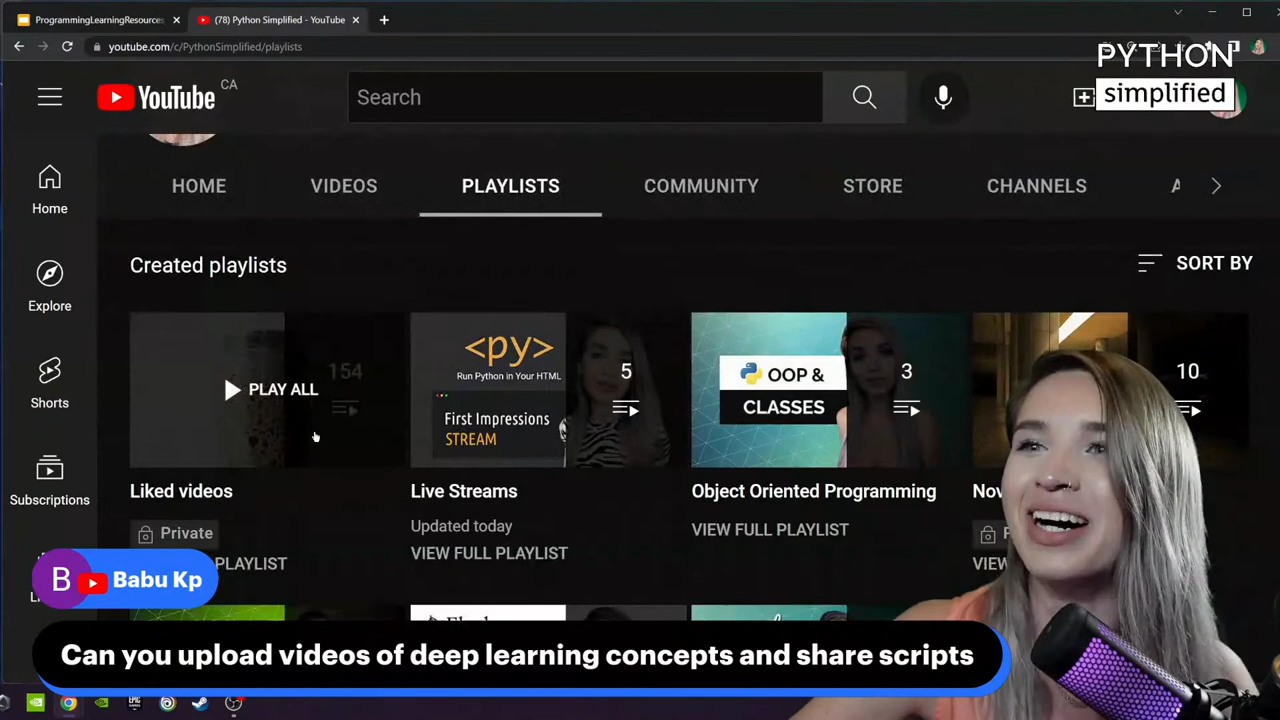 ProgrammingLearningResources
(78) Python Simplified - YouTube
youtube.com/c/PythonSimplified/playlists
PYTHON
simplified
YouTube
CA
Search
HOME
VIDEOS
PLAYLISTS
COMMUNITY
STORE
CHANNELS
A
Home
Explore
Shorts
Subscriptions
Created playlists
SORT BY
PLAY ALL
154
<py>
Run Python in Your HTML
First Impressions
STREAM
5
OOP &
CLASSES
3
10
Liked videos
Private
Live Streams
Updated today
VIEW FULL PLAYLIST
Object Oriented Programming
VIEW FULL PLAYLIST
B
Babu Kp
Can you upload videos of deep learning concepts and share scripts